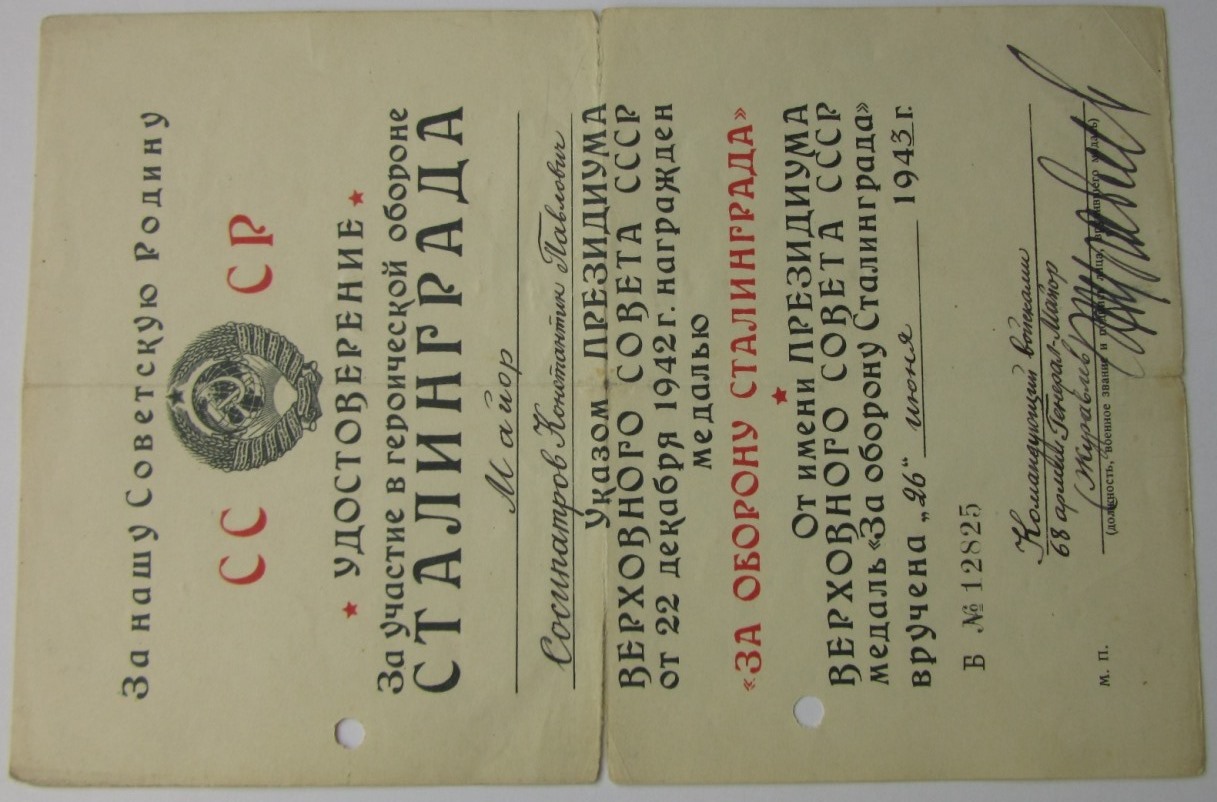 За нашу Советскую Родину
СС СР
УДОСТОВЕРЕНИЕ
За участие в героической обороне
СТАЛИНГРАДА
Майор
Сосипатров Константин Павлович
Указом ПРЕЗИДИУМА
ВЕРХОВНОГО СОВЕТА СССР
от 22 декабря 1942 г. награжден
медалью
«ЗА ОБОРОНУ СТАЛИНГРАДА»
От имени ПРЕЗИДИУМА
ВЕРХОВНОГО СОВЕТА СССР
медаль «За оборону Сталинграда»
вручена „26“ июня 1943 г.
Б № 12825
Командующий войсками
68 армии Генерал-Майор
(Журавлев)
М. П.
(должность, военное звание и лица, вручившего медаль)